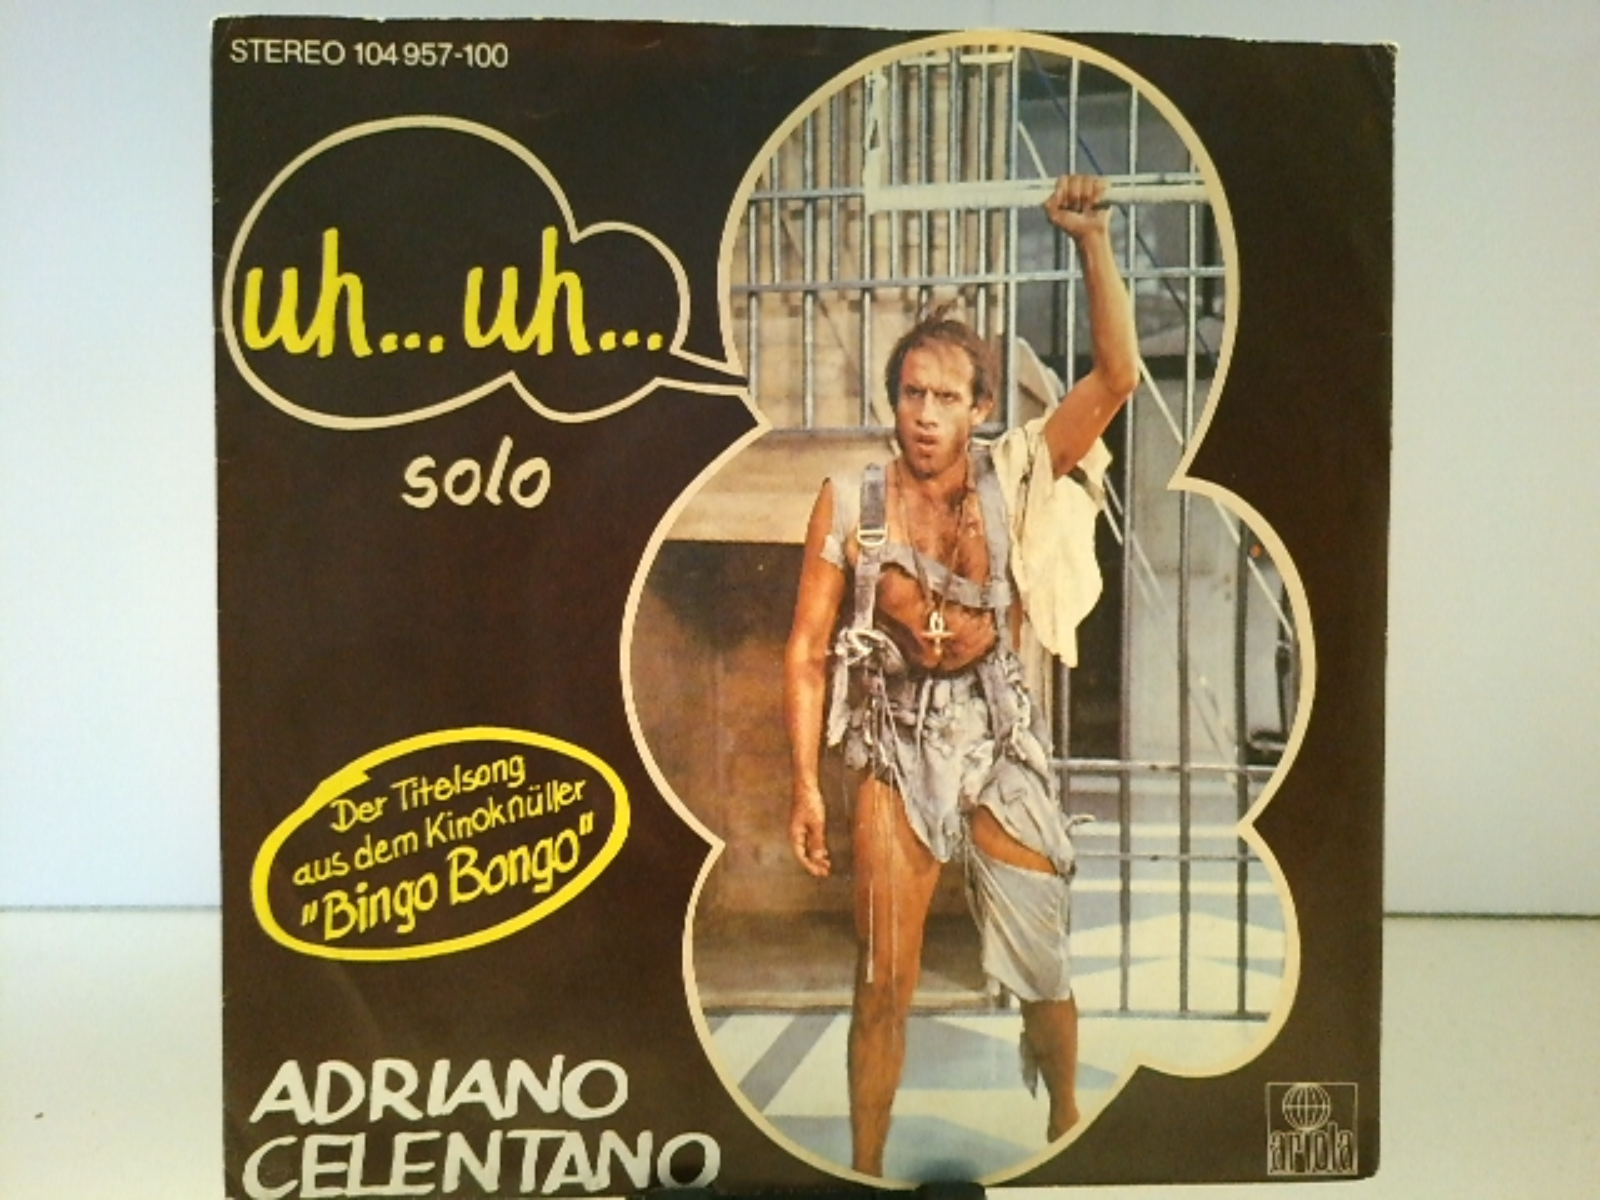 STEREO 104 957-100
uh... uh...
solo
Der Titelsong
aus dem Kinoknüller
"Bingo Bongo"
ADRIANO
CELENTANO
ariola